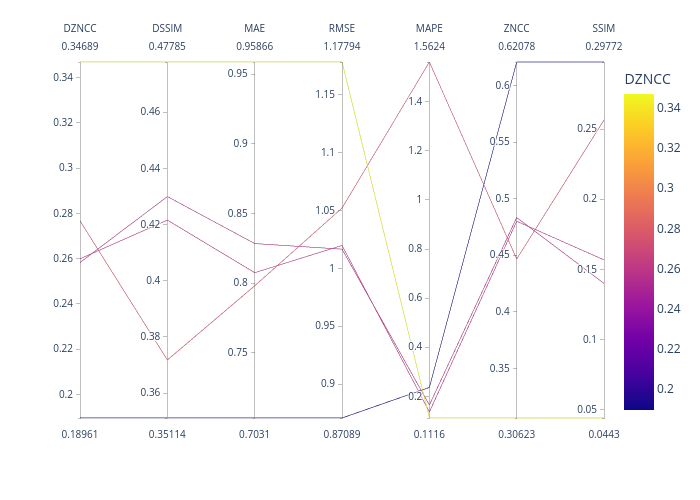 DZNCC DSSIM MAE RMSE MAPE ZNCC SSIM
0.34689 0.47785 0.95866 1.17794 1.5624 0.62078 0.29772
DZNCC
0.34 0.46 0.95 1.15 1.4 0.6 0.25 0.34
0.32 0.44 0.9 1.1 1.2 0.55 0.2 0.32
0.3 0.42 0.85 1.05 1 0.5 0.15 0.3
0.28 0.4 0.8 1 0.8 0.45 0.1 0.28
0.26 0.38 0.75 0.95 0.6 0.4 0.05 0.26
0.24 0.36 0.9 0.4 0.35 0.24
0.22 0.2 0.22
0.2 0.2
0.18961 0.35114 0.7031 0.87089 0.1116 0.30623 0.0443